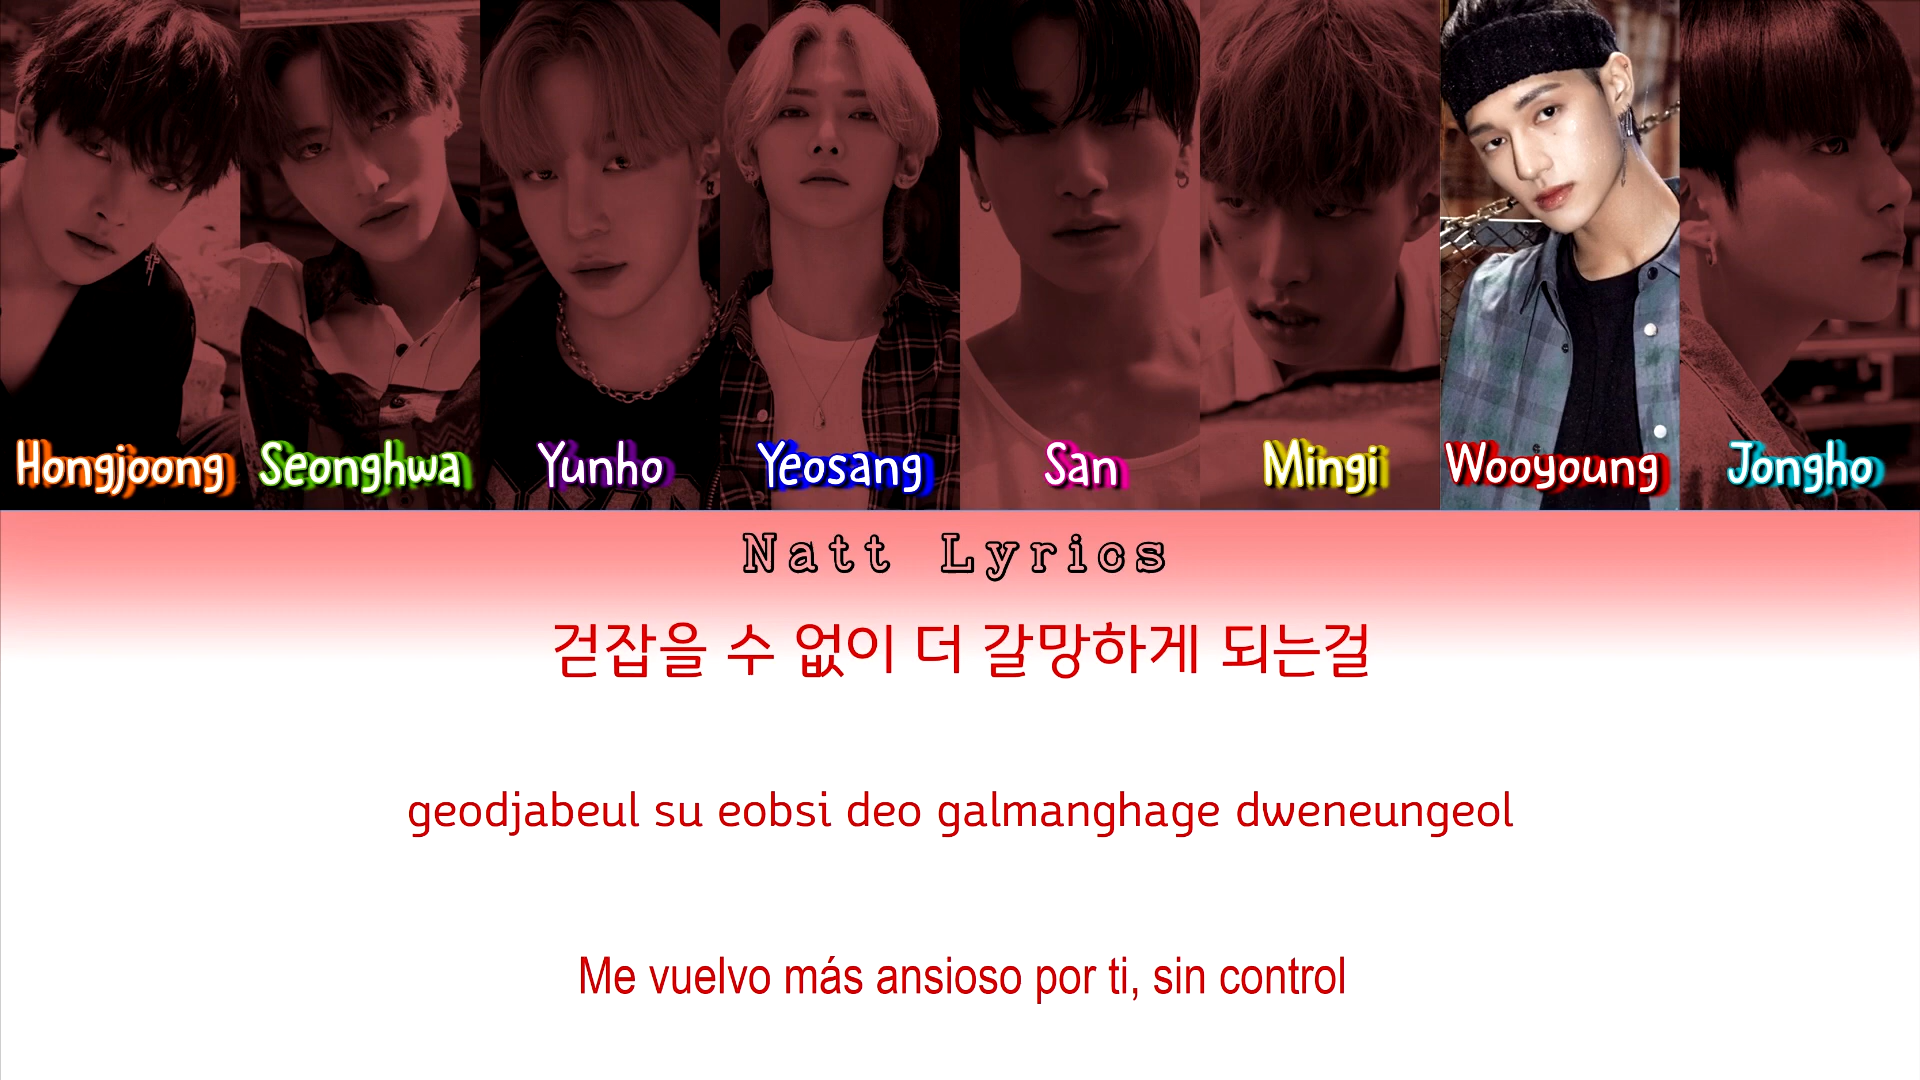 Hongjoong Seonghwa Yunho Yeosang San Mingi Wooyoung Jongho
Natt Lyrics
걷잡을 수 없이 더 갈망하게 되는걸
geodjabeul su eobsi deo galmanghage dweneungeol
Me vuelvo más ansioso por ti, sin control